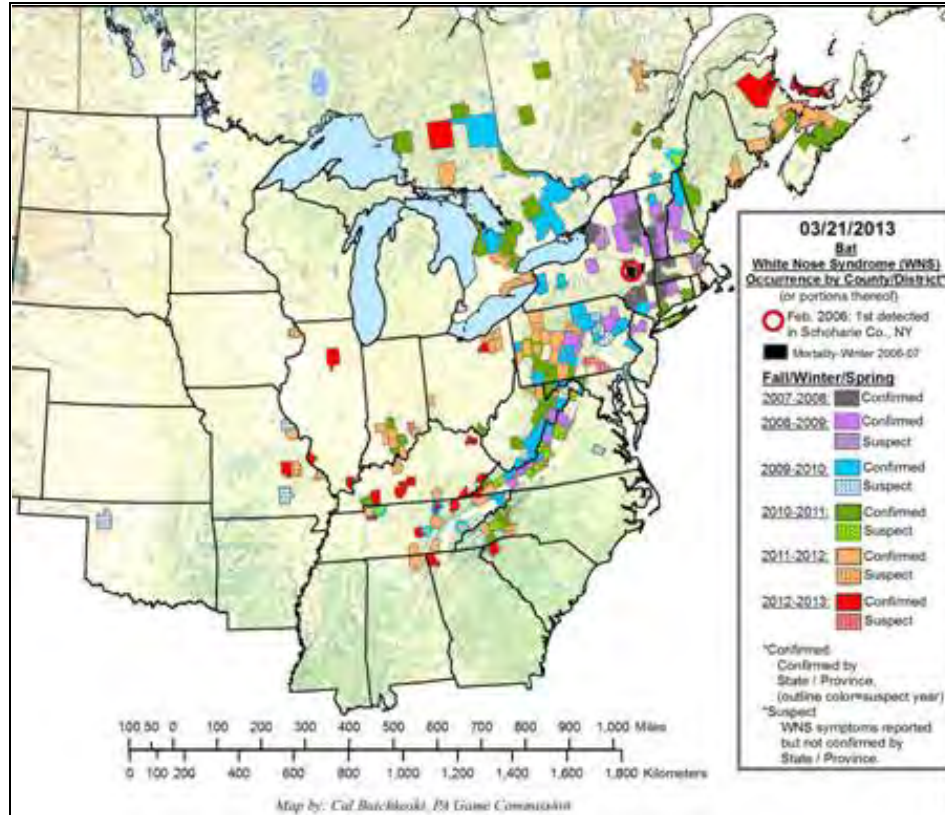 03/21/2013
Bat
White Nose Syndrome (WNS)
Occurrence by County/District*
(or portions thereof)
Feb. 2006: 1st detected
in Schoharie Co., NY
Mortality-Winter 2006-07
Fall/Winter/Spring
2007-2008: Confirmed
2008-2009: Confirmed
Suspect
2009-2010: Confirmed
Suspect
2010-2011: Confirmed
Suspect
2011-2012: Confirmed
Suspect
2012-2013: Confirmed
Suspect
*Confirmed
Confirmed by
State / Province.
(outline color=suspect year)
*Suspect
WNS symptoms reported
but not confirmed by
State / Province.
100 50 0 100 200 300 400 500 600 700 800 900 1,000 Miles
0 100 200 400 600 800 1,000 1,200 1,400 1,600 1,800 Kilometers
Map by: Cal Butchkoski, PA Game Commission